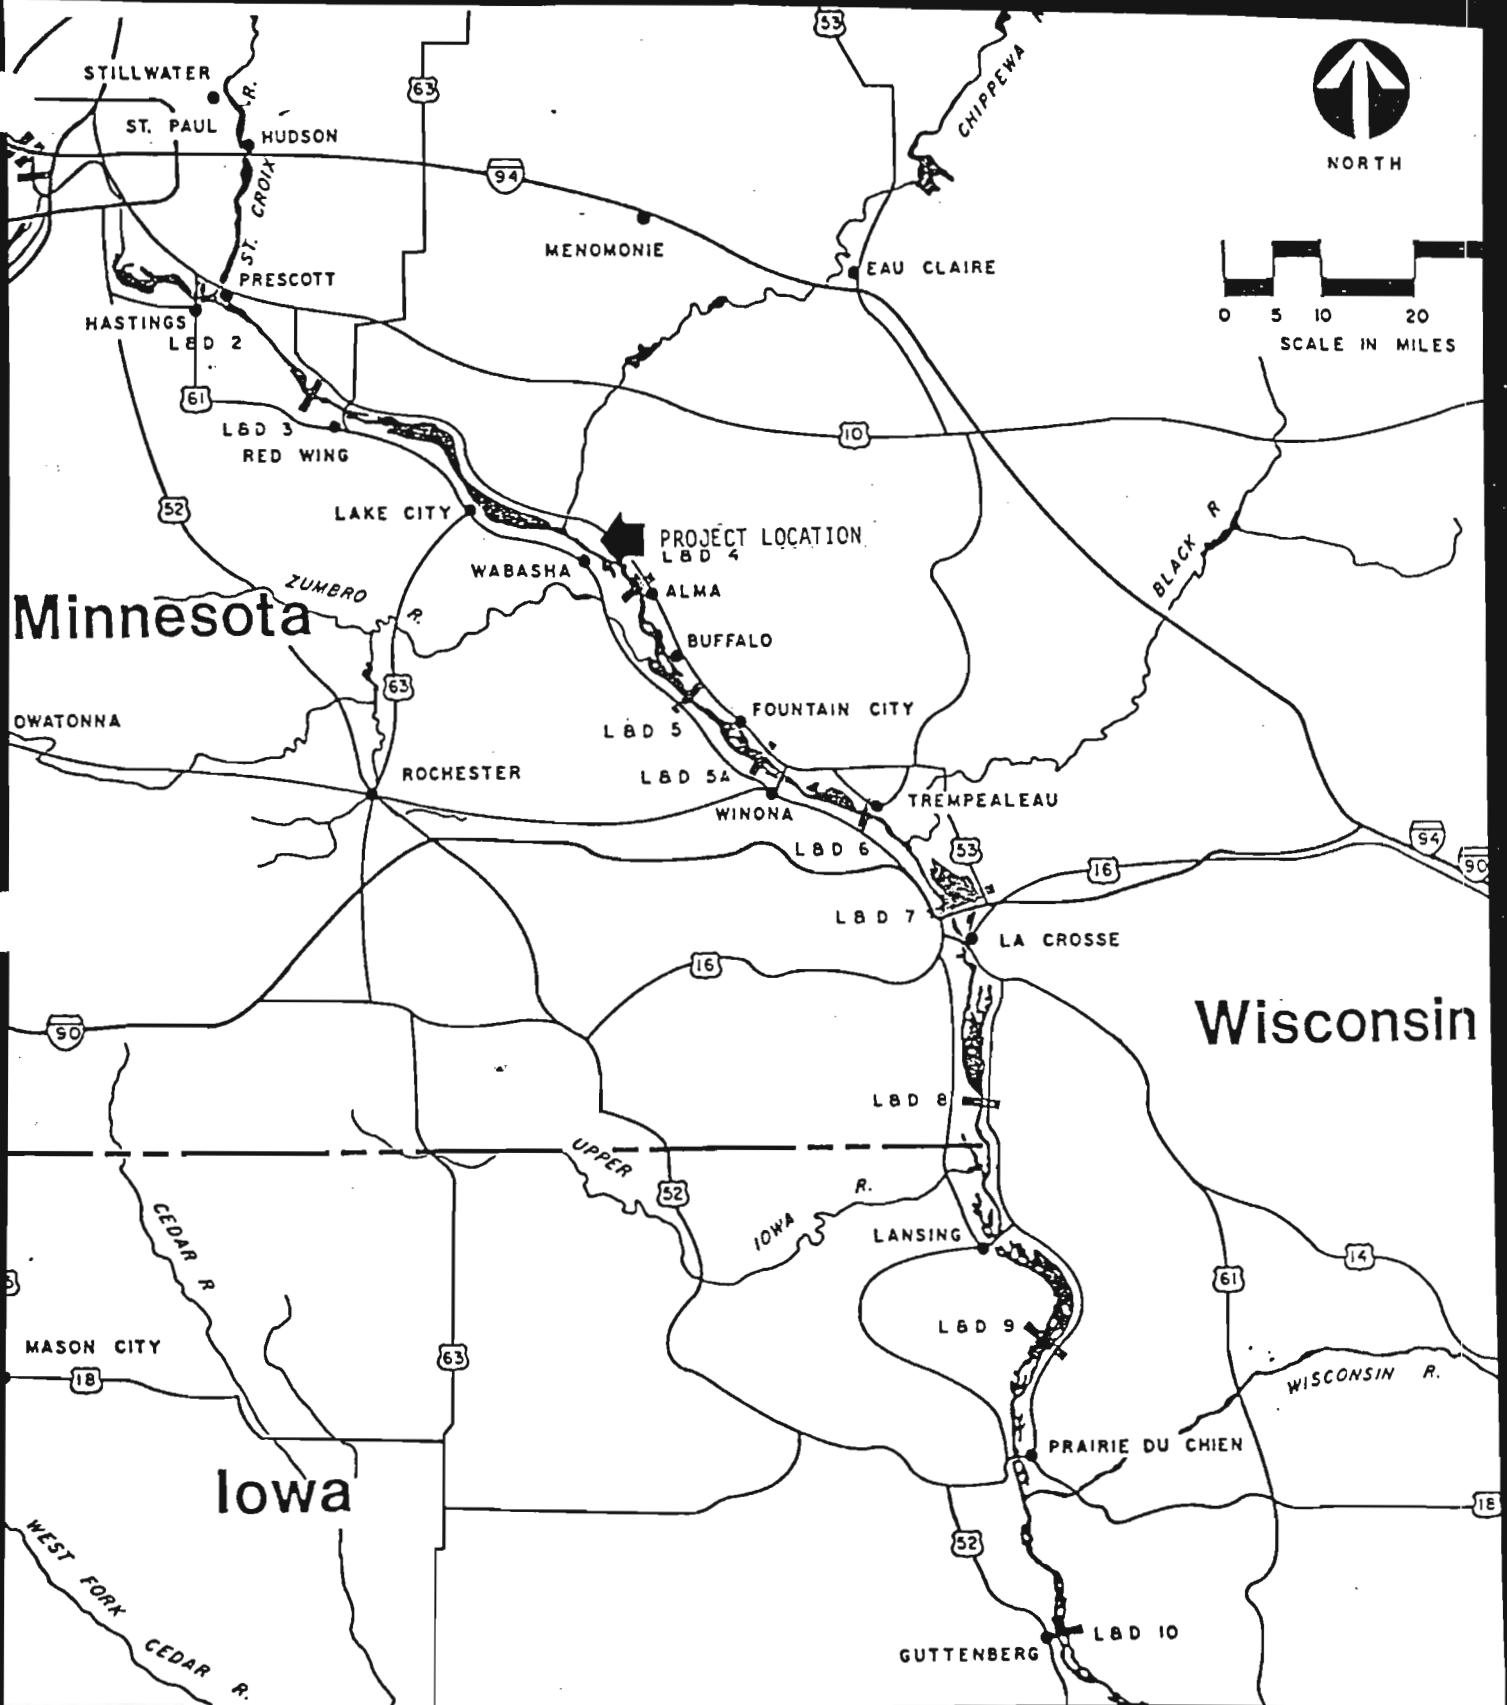 53
CHIPPEWA
STILLWATER
R.
63
ST. PAUL
HUDSON
NORTH
94
ST. CROIX
MENOMONIE
EAU CLAIRE
PRESCOTT
HASTINGS
L&D 2
0 5 10 20
SCALE IN MILES
61
L&D 3
RED WING
10
52
LAKE CITY
BLACK R
PROJECT LOCATION
L&D 4
WABASHA
ALMA
ZUMBRO R.
Minnesota
BUFFALO
63
OWATONNA
FOUNTAIN CITY
L&D 5
ROCHESTER
L&D 5A
WINONA
TREMPEALEAU
L&D 6
53
94
90
16
L&D 7
LA CROSSE
16
Wisconsin
90
L&D 8
UPPER
IOWA
R.
52
CEDAR R
LANSING
14
61
L&D 9
MASON CITY
18
63
WISCONSIN R.
PRAIRIE DU CHIEN
Iowa
18
52
WEST FORK
CEDAR R.
L&D 10
GUTTENBERG